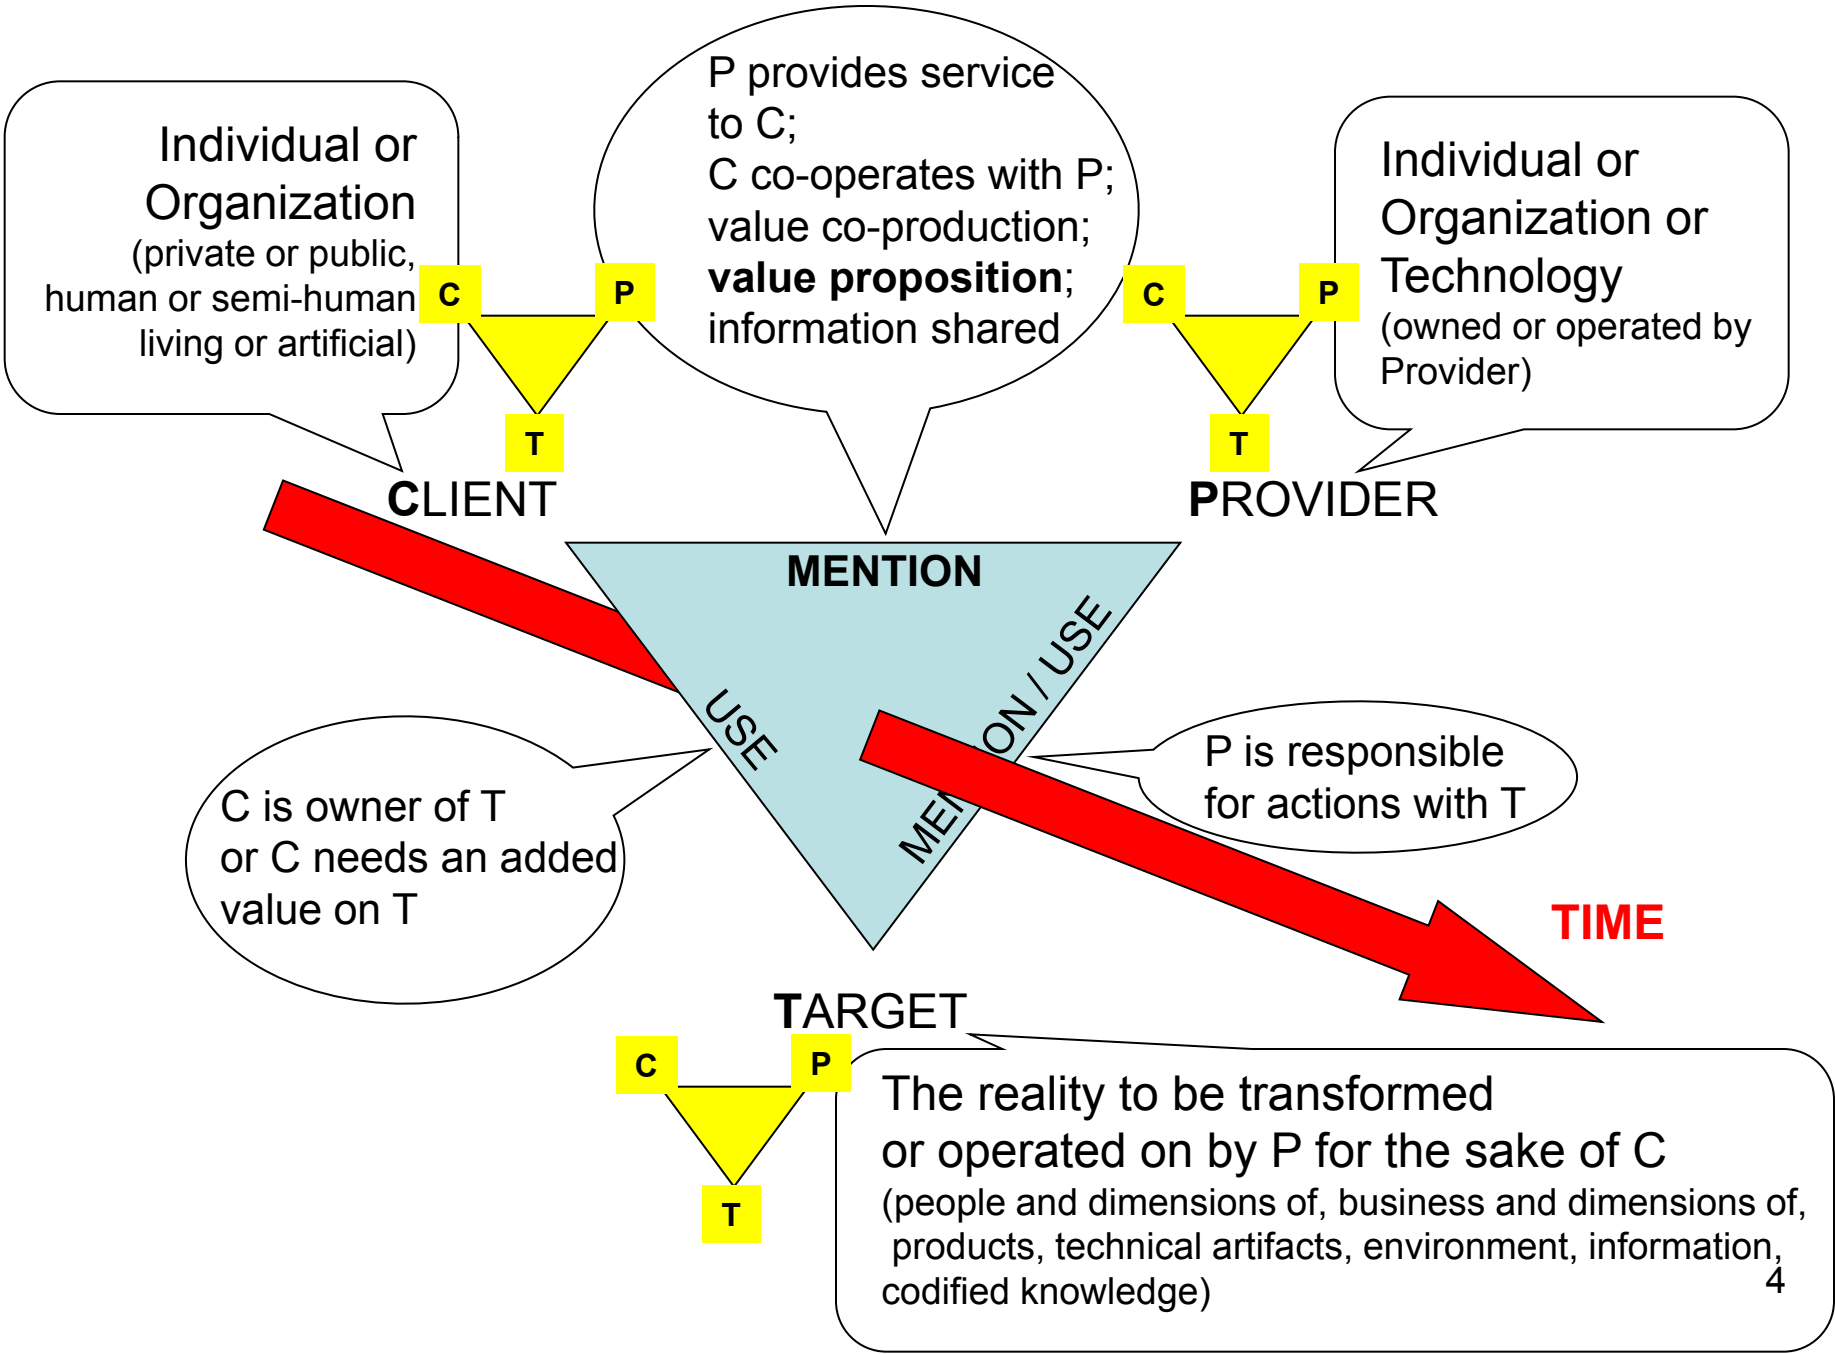 Individual or
Organization
(private or public,
human or semi-human
living or artificial)
P provides service
to C;
C co-operates with P;
value co-production;
value proposition;
information shared
Individual or
Organization or
Technology
(owned or operated by
Provider)
C
P
T
C
P
T
CLIENT
PROVIDER
MENTION
USE
MENTION / USE
C is owner of T
or C needs an added
value on T
P is responsible
for actions with T
TIME
TARGET
C
P
T
The reality to be transformed
or operated on by P for the sake of C
(people and dimensions of, business and dimensions of,
products, technical artifacts, environment, information,
codified knowledge)
4